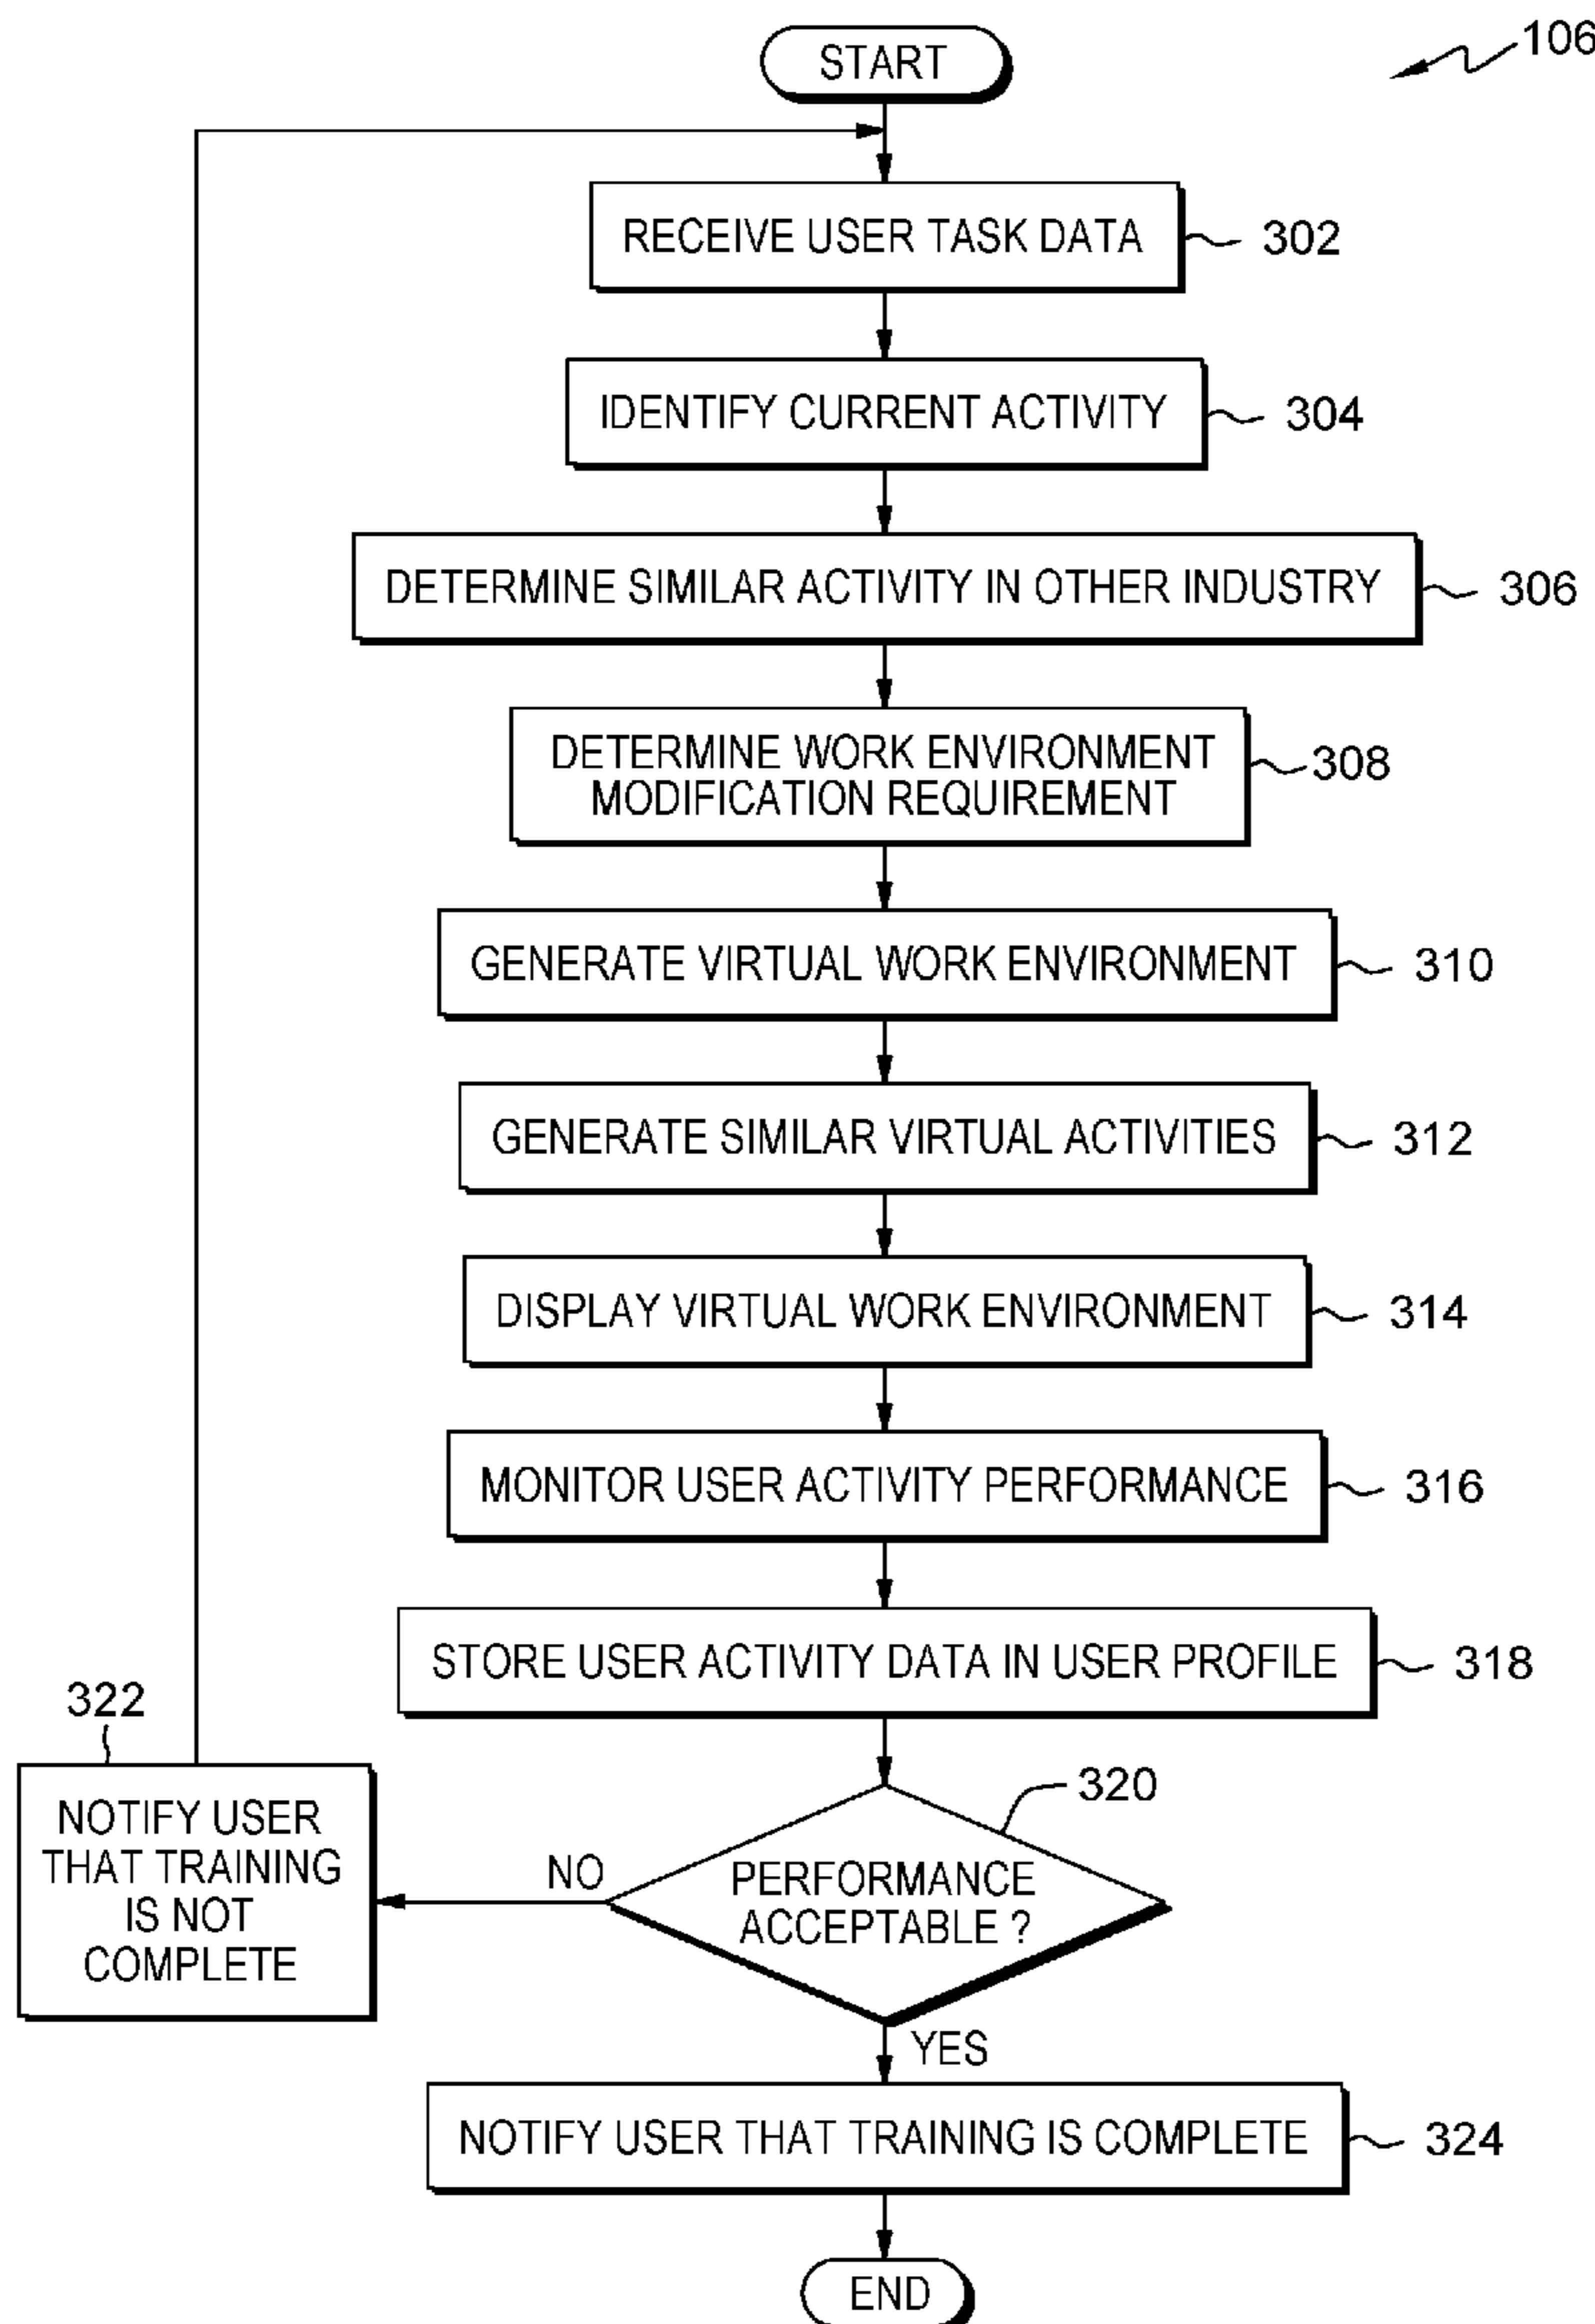 START
106
RECEIVE USER TASK DATA
302
IDENTIFY CURRENT ACTIVITY
304
DETERMINE SIMILAR ACTIVITY IN OTHER INDUSTRY
306
DETERMINE WORK ENVIRONMENT
MODIFICATION REQUIREMENT
308
GENERATE VIRTUAL WORK ENVIRONMENT
310
GENERATE SIMILAR VIRTUAL ACTIVITIES
312
DISPLAY VIRTUAL WORK ENVIRONMENT
314
MONITOR USER ACTIVITY PERFORMANCE
316
STORE USER ACTIVITY DATA IN USER PROFILE
318
322
NOTIFY USER
THAT TRAINING
IS NOT
COMPLETE
NO
320
PERFORMANCE
ACCEPTABLE ?
YES
NOTIFY USER THAT TRAINING IS COMPLETE
324
END